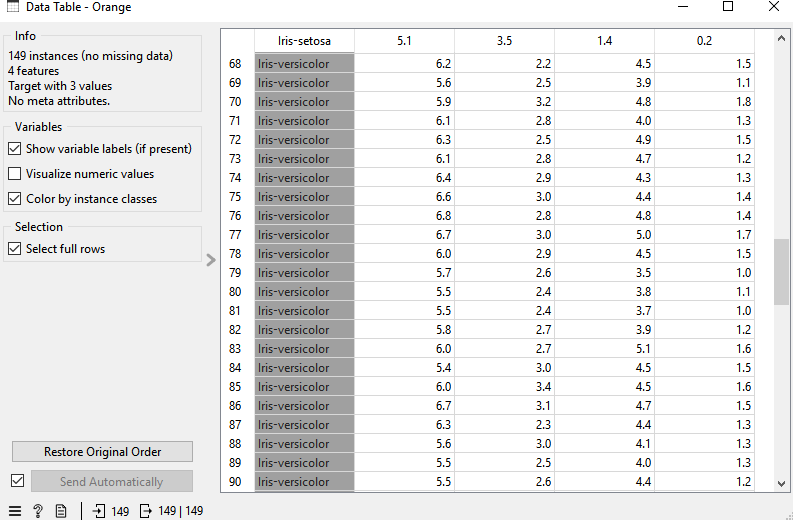 Data Table - Orange
Info
149 instances (no missing data)
4 features
Target with 3 values
No meta attributes.
Variables
Show variable labels (if present)
Visualize numeric values
Color by instance classes
Selection
Select full rows
Restore Original Order
Send Automatically
149 149 | 149
Iris-setosa 5.1 3.5 1.4 0.2
68 Iris-versicolor 6.2 2.2 4.5 1.5
69 Iris-versicolor 5.6 2.5 3.9 1.1
70 Iris-versicolor 5.9 3.2 4.8 1.8
71 Iris-versicolor 6.1 2.8 4.0 1.3
72 Iris-versicolor 6.3 2.5 4.9 1.5
73 Iris-versicolor 6.1 2.8 4.7 1.2
74 Iris-versicolor 6.4 2.9 4.3 1.3
75 Iris-versicolor 6.6 3.0 4.4 1.4
76 Iris-versicolor 6.8 2.8 4.8 1.4
77 Iris-versicolor 6.7 3.0 5.0 1.7
78 Iris-versicolor 6.0 2.9 4.5 1.5
79 Iris-versicolor 5.7 2.6 3.5 1.0
80 Iris-versicolor 5.5 2.4 3.8 1.1
81 Iris-versicolor 5.5 2.4 3.7 1.0
82 Iris-versicolor 5.8 2.7 3.9 1.2
83 Iris-versicolor 6.0 2.7 5.1 1.6
84 Iris-versicolor 5.4 3.0 4.5 1.5
85 Iris-versicolor 6.0 3.4 4.5 1.6
86 Iris-versicolor 6.7 3.1 4.7 1.5
87 Iris-versicolor 6.3 2.3 4.4 1.3
88 Iris-versicolor 5.6 3.0 4.1 1.3
89 Iris-versicolor 5.5 2.5 4.0 1.3
90 Iris-versicolor 5.5 2.6 4.4 1.2